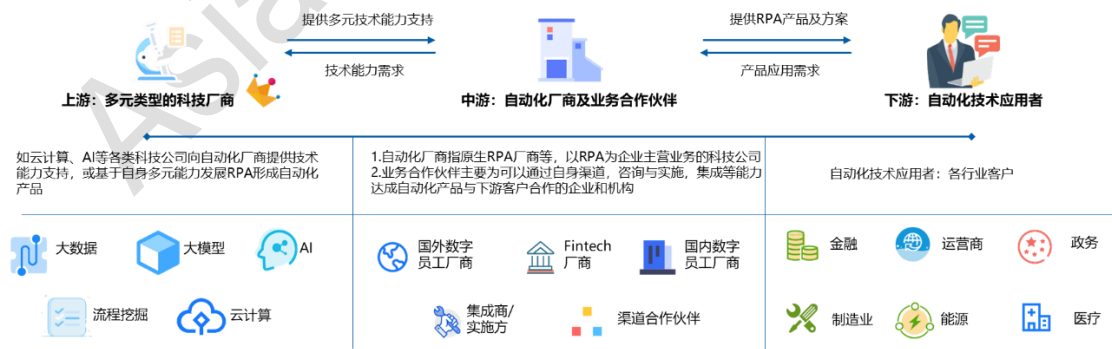 提供多元技术能力支持
提供RPA产品及方案
技术能力需求
产品应用需求
上游：多元类型的科技厂商
中游：自动化厂商及业务合作伙伴
下游：自动化技术应用者
如云计算、AI等各类科技公司向自动化厂商提供技术
能力支持，或基于自身多元能力发展RPA形成自动化
产品
1.自动化厂商指原生RPA厂商等，以RPA为企业主营业务的科技公司
2.业务合作伙伴主要为可以通过自身渠道，咨询与实施，集成等能力
达成自动化产品与下游客户合作的企业和机构
自动化技术应用者：各行业客户
大数据
大模型
AI
流程挖掘
云计算
国外数字
员工厂商
Fintech
厂商
国内数字
员工厂商
集成商/
实施方
渠道合作伙伴
金融
运营商
政务
制造业
能源
医疗